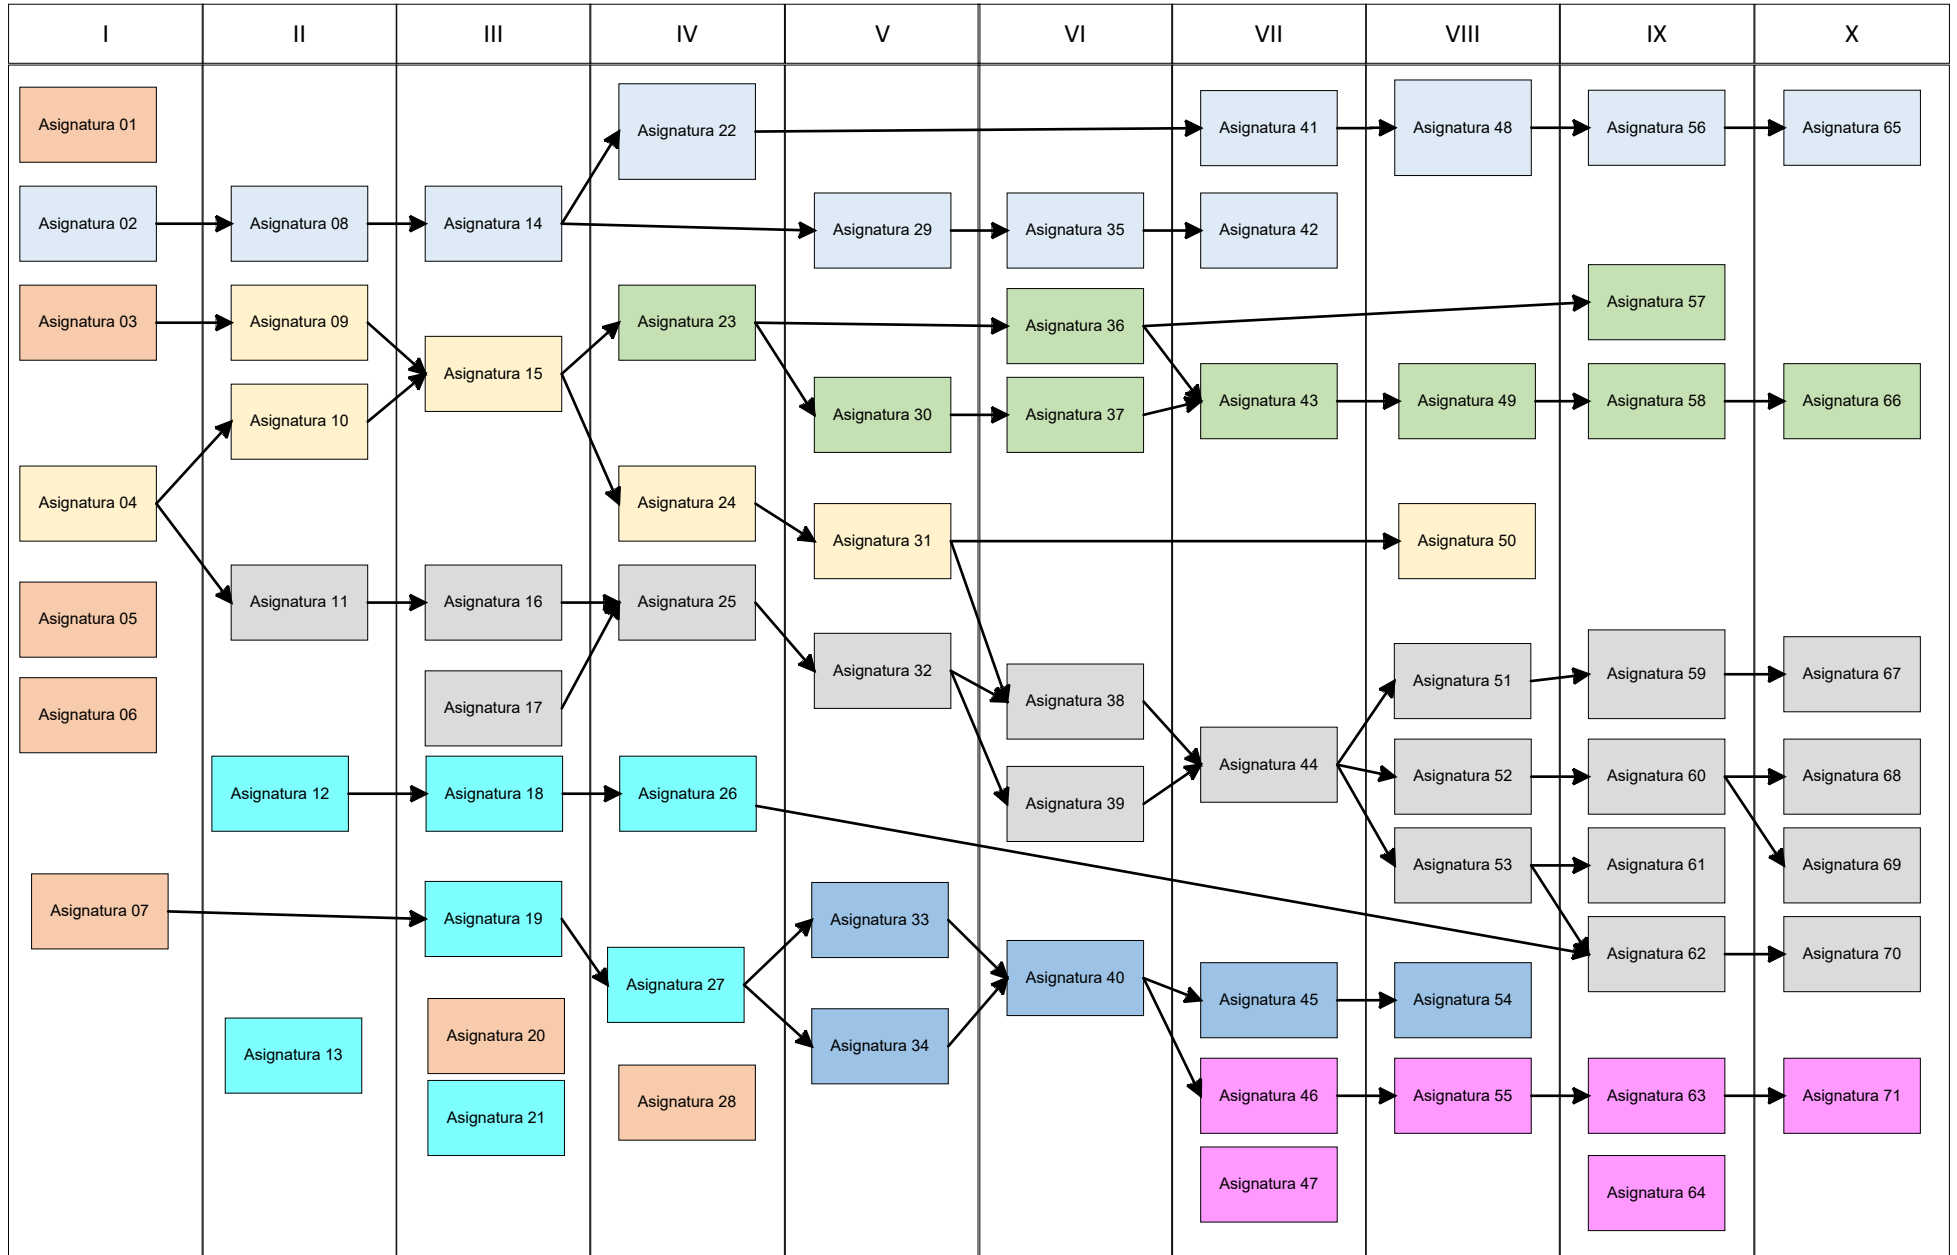 I
II
III
IV
V
VI
VII
VIII
IX
X
Asignatura 01
Asignatura 02
Asignatura 03
Asignatura 04
Asignatura 05
Asignatura 06
Asignatura 07
Asignatura 08
Asignatura 09
Asignatura 10
Asignatura 11
Asignatura 12
Asignatura 13
Asignatura 14
Asignatura 15
Asignatura 16
Asignatura 17
Asignatura 18
Asignatura 19
Asignatura 20
Asignatura 21
Asignatura 22
Asignatura 23
Asignatura 24
Asignatura 25
Asignatura 26
Asignatura 27
Asignatura 28
Asignatura 29
Asignatura 30
Asignatura 31
Asignatura 32
Asignatura 33
Asignatura 34
Asignatura 35
Asignatura 36
Asignatura 37
Asignatura 38
Asignatura 39
Asignatura 40
Asignatura 41
Asignatura 42
Asignatura 43
Asignatura 44
Asignatura 45
Asignatura 46
Asignatura 47
Asignatura 48
Asignatura 49
Asignatura 50
Asignatura 51
Asignatura 52
Asignatura 53
Asignatura 54
Asignatura 55
Asignatura 56
Asignatura 57
Asignatura 58
Asignatura 59
Asignatura 60
Asignatura 61
Asignatura 62
Asignatura 63
Asignatura 64
Asignatura 65
Asignatura 66
Asignatura 67
Asignatura 68
Asignatura 69
Asignatura 70
Asignatura 71